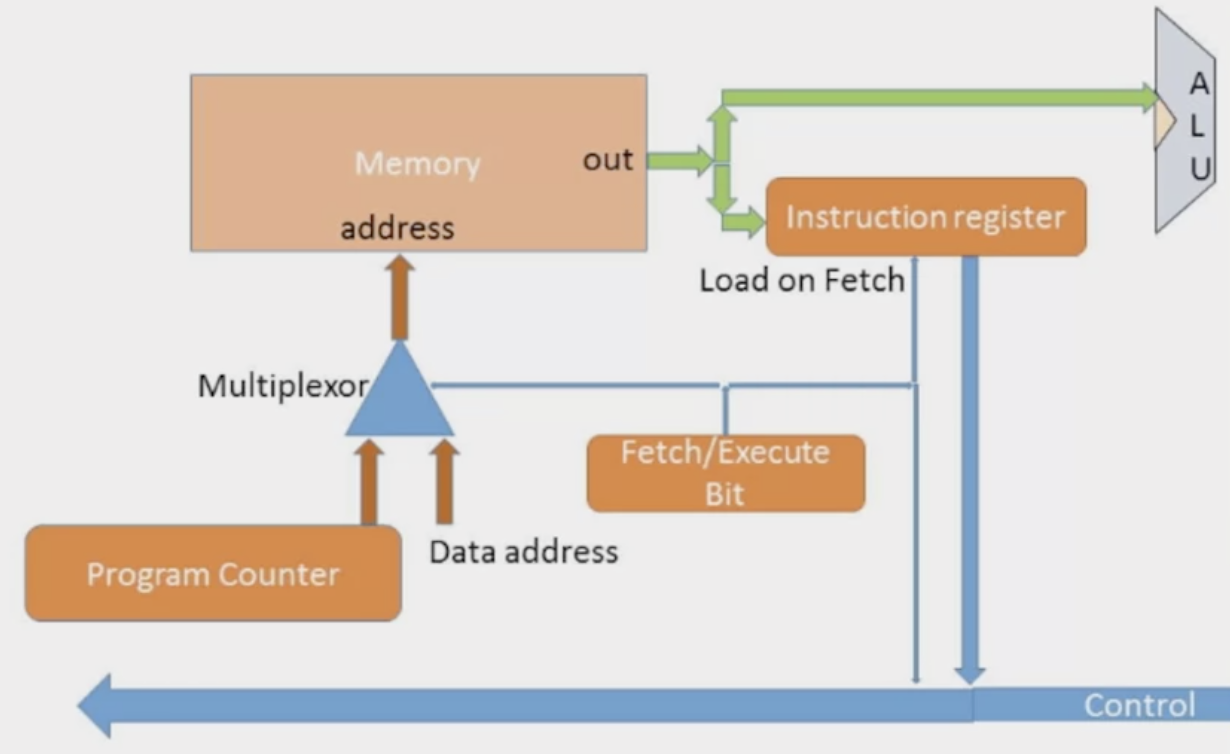 A
L
U
Memory
out
address
Instruction register
Load on Fetch
Multiplexor
Fetch/Execute
Bit
Data address
Program Counter
Control